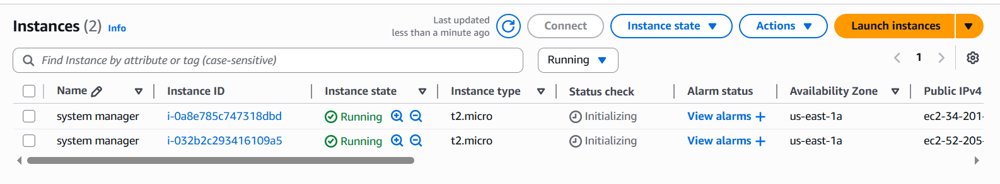 Instances (2) Info
Last updated
less than a minute ago
Connect
Instance state
Actions
Launch instances
Find Instance by attribute or tag (case-sensitive)
Running
1
Name Instance ID Instance state Instance type Status check Alarm status Availability Zone Public IPv4
system manager i-0a8e785c747318dbd Running t2.micro Initializing View alarms + us-east-1a ec2-34-201-
system manager i-032b2c293416109a5 Running t2.micro Initializing View alarms + us-east-1a ec2-52-205-